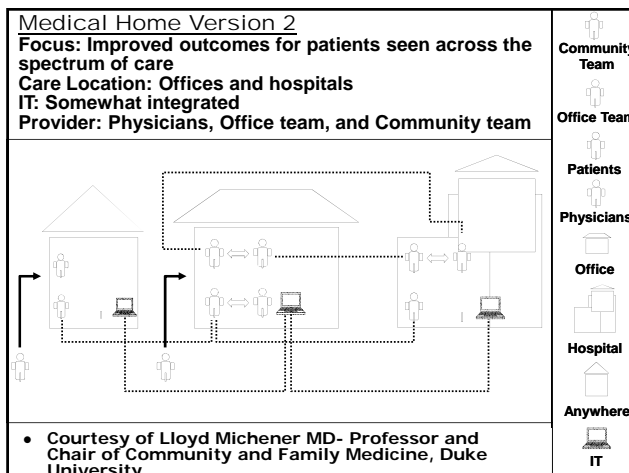 Medical Home Version 2
Focus: Improved outcomes for patients seen across the
spectrum of care
Care Location: Offices and hospitals
IT: Somewhat integrated
Provider: Physicians, Office team, and Community team
• Courtesy of Lloyd Michener MD- Professor and
Chair of Community and Family Medicine, Duke
University
Community
Team
Office Team
Patients
Physicians
Office
Hospital
Anywhere
IT